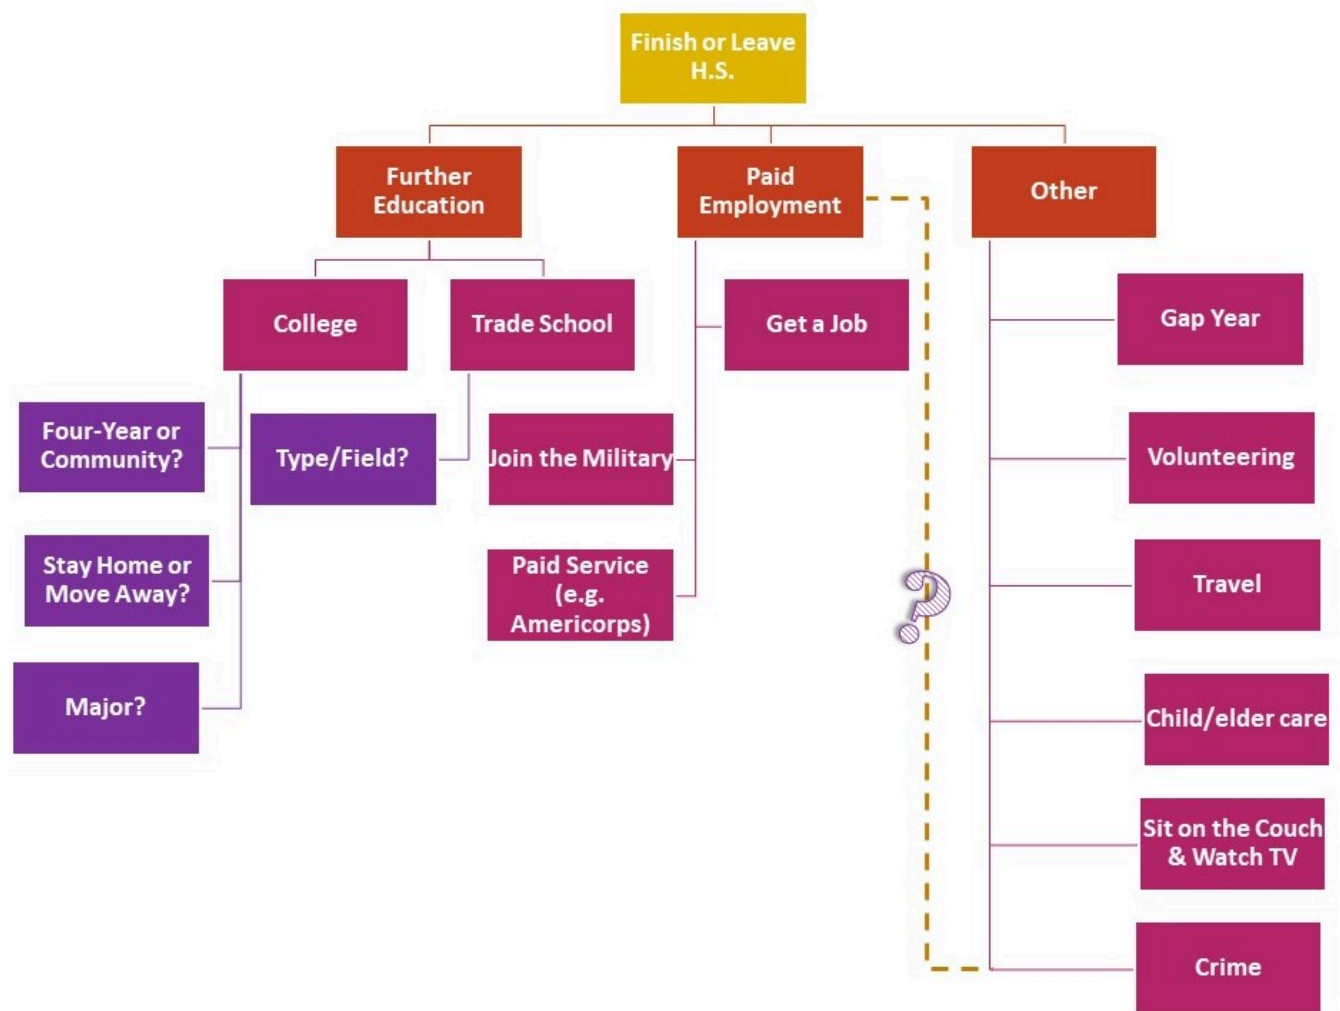 Finish or Leave
H.S.
Further
Education
Paid
Employment
Other
College
Trade School
Get a Job
Gap Year
Four-Year or
Community?
Type/Field?
Join the Military
Volunteering
Stay Home or
Move Away?
Paid Service
(e.g.
Americorps)
?
Travel
Major?
Child/elder care
Sit on the Couch
& Watch TV
Crime